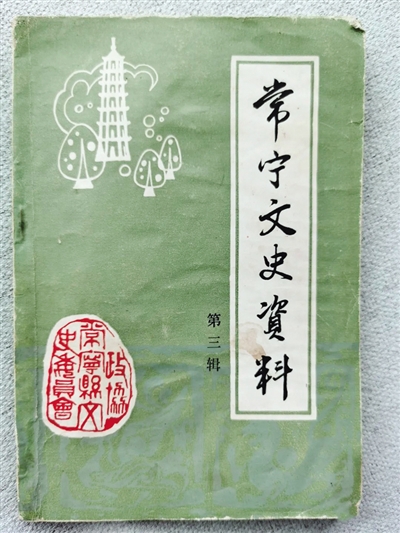 常宁文史資料
第三辑
政協
常寧縣文
史委員會